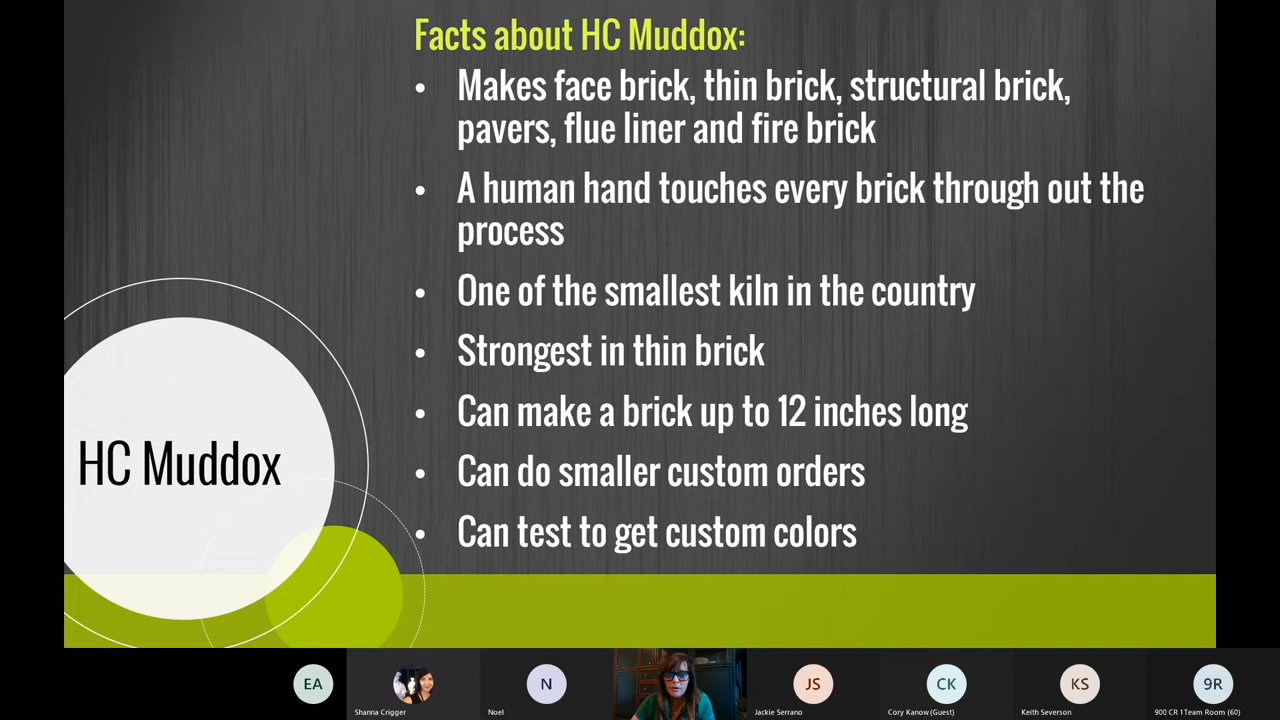 Facts about HC Muddox:
• Makes face brick, thin brick, structural brick,
pavers, flue liner and fire brick
• A human hand touches every brick through out the
process
• One of the smallest kiln in the country
• Strongest in thin brick
• Can make a brick up to 12 inches long
• Can do smaller custom orders
• Can test to get custom colors
HC Muddox
EA
Shanna Crigger
N
Noel
JS
Jackie Serrano
CK
Cory Kanow (Guest)
KS
Keith Severson
9R
900 CR 1Team Room (60)